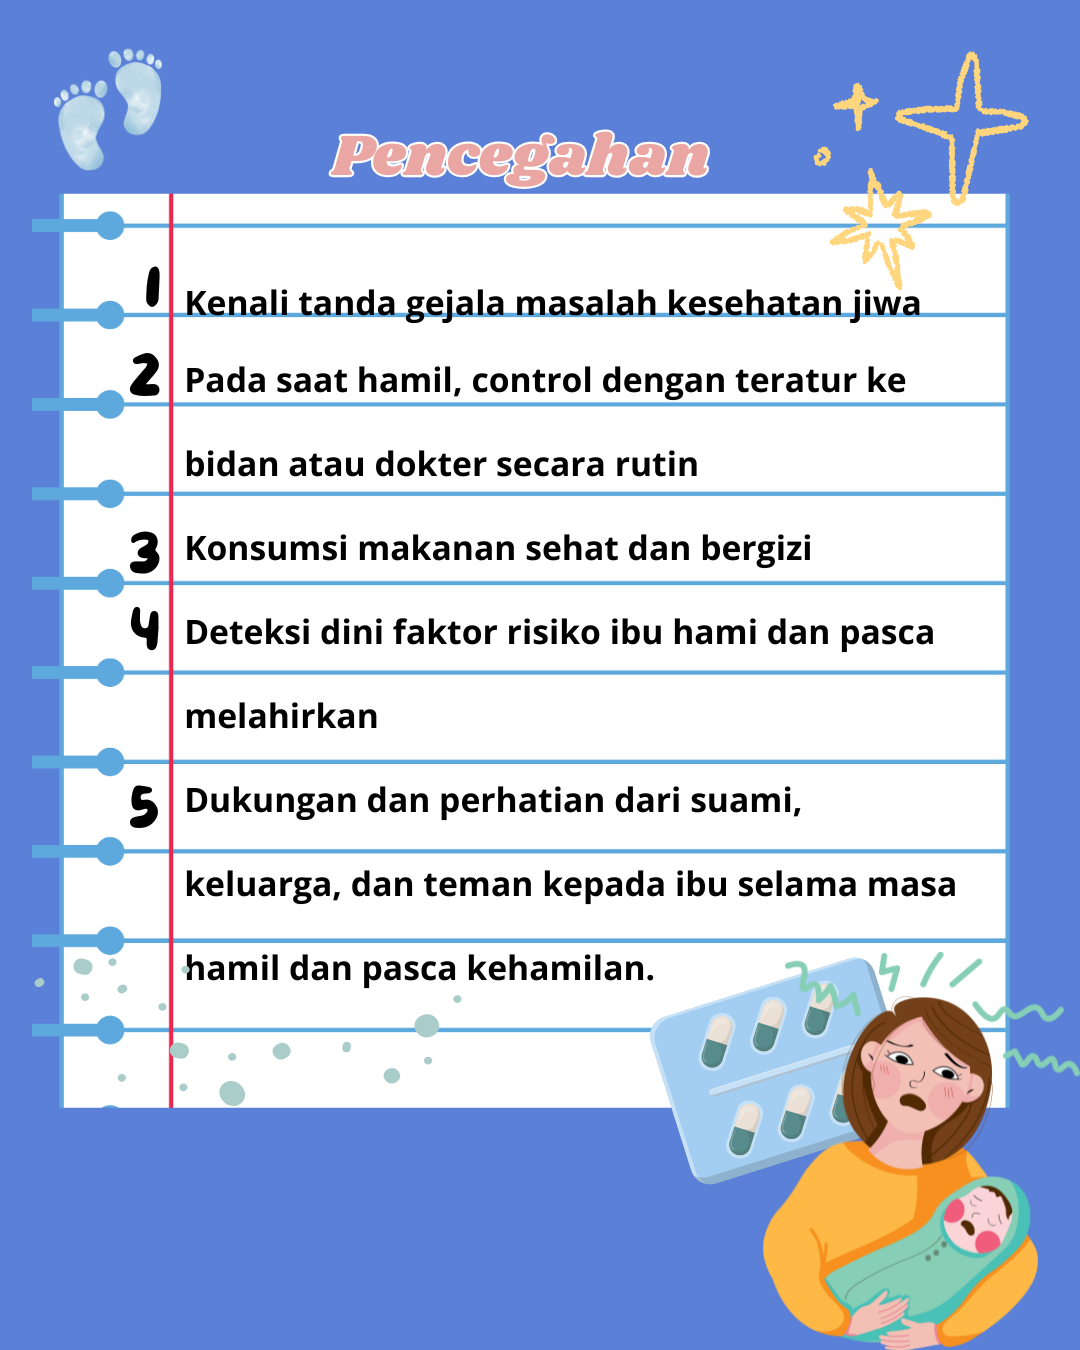 Pencegahan
1 Kenali tanda gejala masalah kesehatan jiwa
2 Pada saat hamil, control dengan teratur ke
bidan atau dokter secara rutin
3 Konsumsi makanan sehat dan bergizi
4 Deteksi dini faktor risiko ibu hami dan pasca
melahirkan
5 Dukungan dan perhatian dari suami,
keluarga, dan teman kepada ibu selama masa
hamil dan pasca kehamilan.